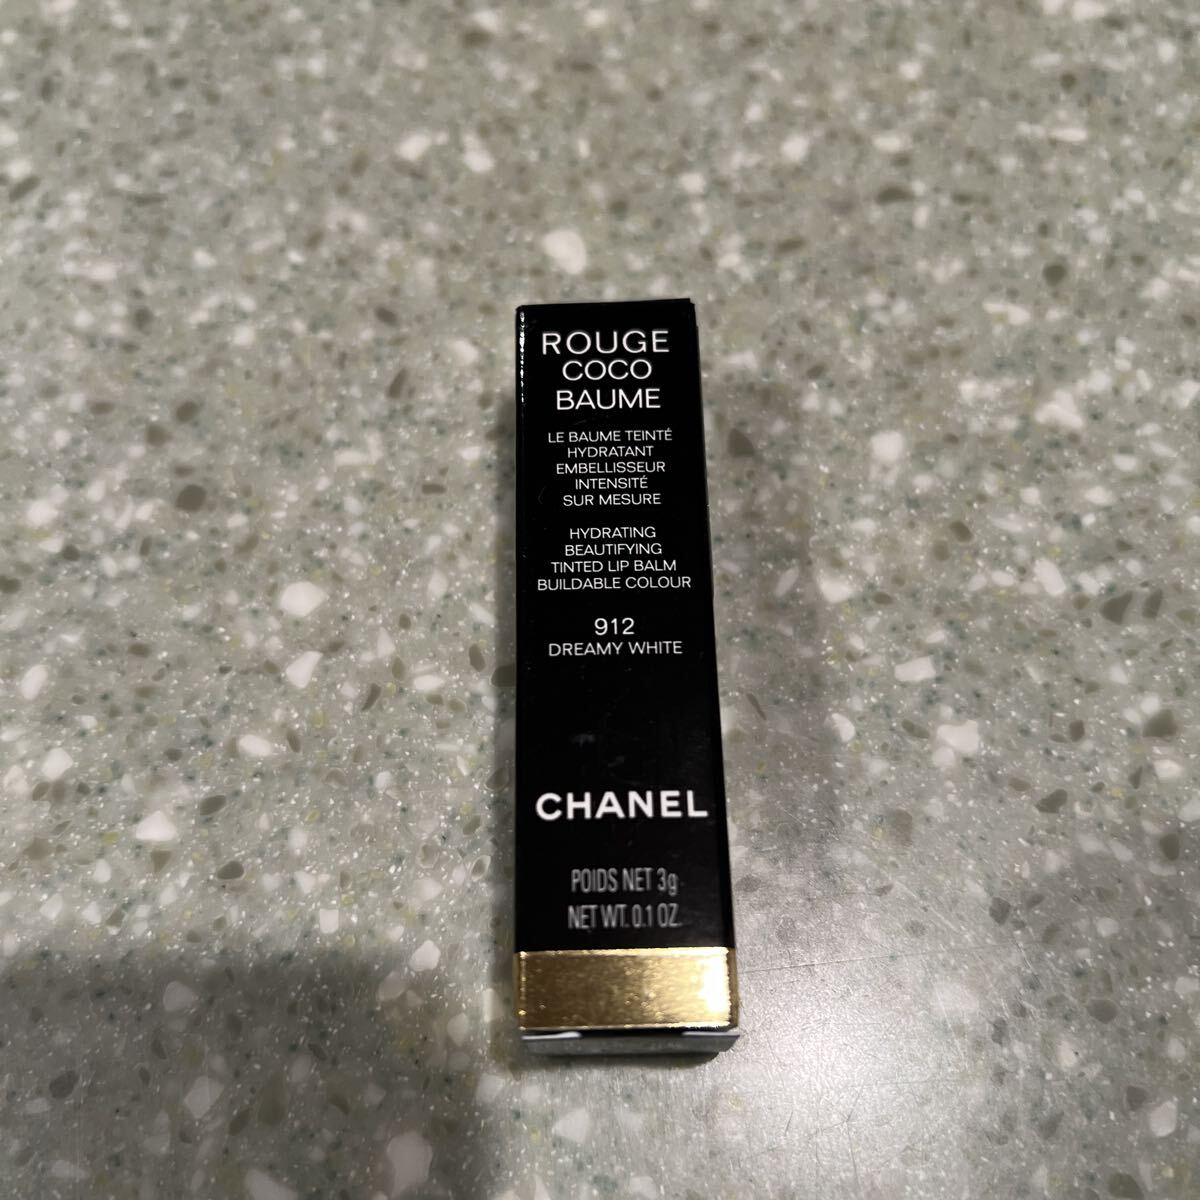 ROUGE
COCO
BAUME
LE BAUME TEINTÉ
HYDRATANT
EMBELLISSEUR
INTENSITÉ
SUR MESURE
HYDRATING
BEAUTIFYING
TINTED LIP BALM
BUILDABLE COLOUR
912
DREAMY WHITE
CHANEL
POIDS NET 3g
NET WT. 0.1 OZ